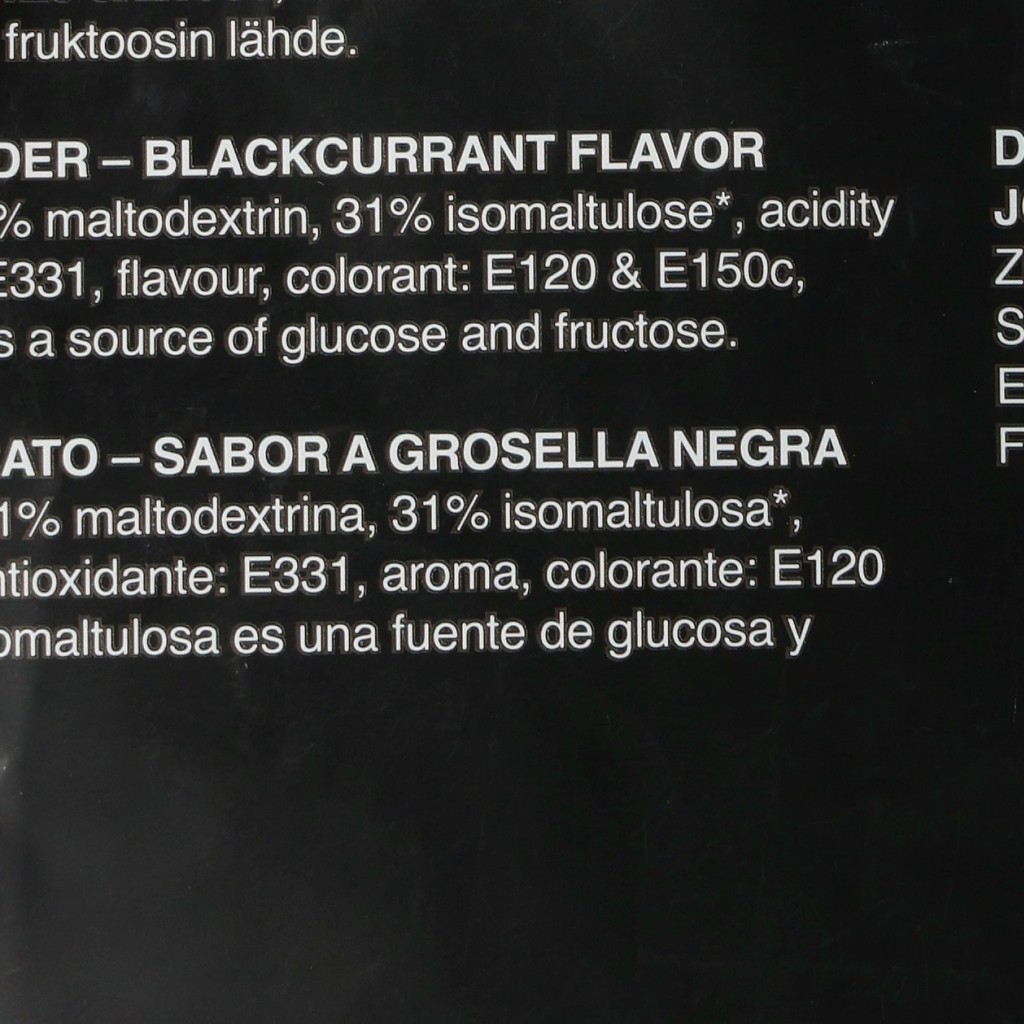 fruktoosin lähde.
DER – BLACKCURRANT FLAVOR
% maltodextrin, 31% isomaltulose*, acidity
E331, flavour, colorant: E120 & E150c,
s a source of glucose and fructose.
ATO – SABOR A GROSELLA NEGRA
1% maltodextrina, 31% isomaltulosa*,
ntioxidante: E331, aroma, colorante: E120
omaltulosa es una fuente de glucosa y
D
J
Z
S
E
F